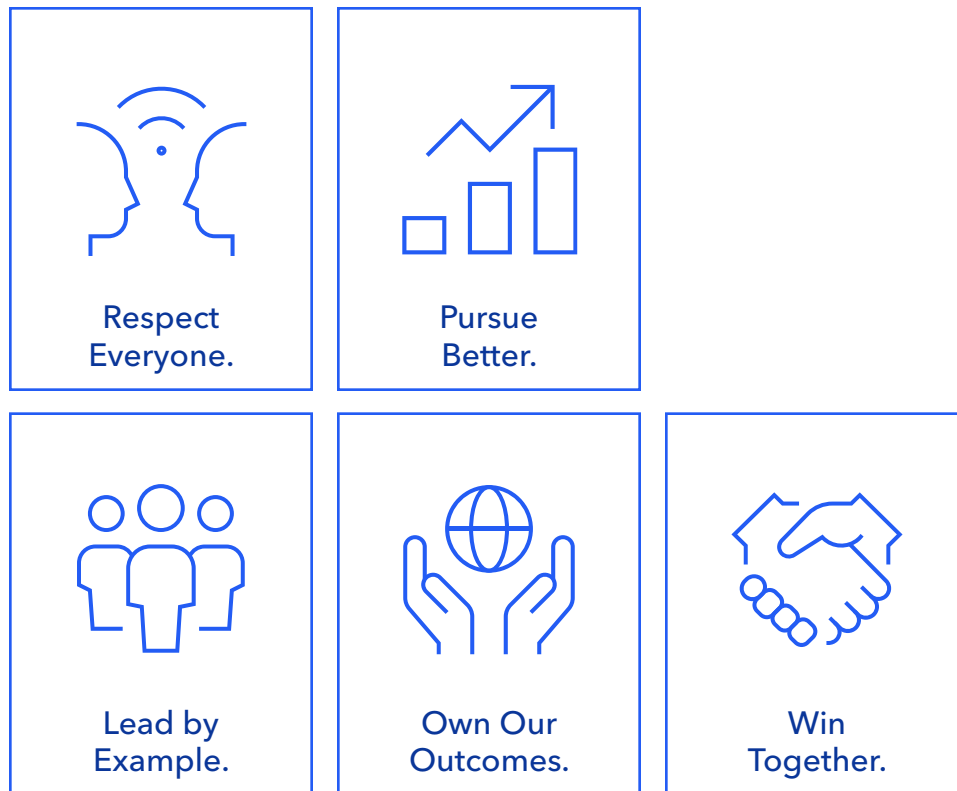 Respect
Everyone.
Pursue
Better.
Lead by
Example.
Own Our
Outcomes.
Win
Together.